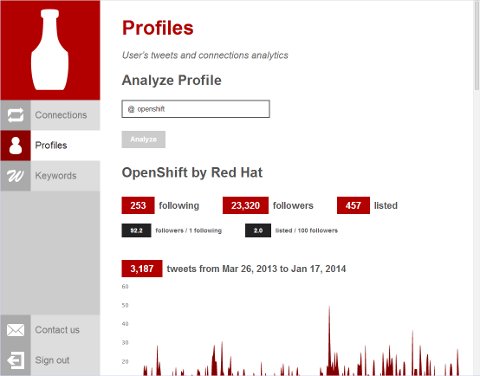 Profiles
User's tweets and connections analytics
Analyze Profile
@ openshift
Analyze
Connections
Profiles
Keywords
OpenShift by Red Hat
253 following 23,320 followers 457 listed
92.2 followers / 1 following 2.0 listed / 100 followers
3,187 tweets from Mar 26, 2013 to Jan 17, 2014
60
50
40
30
20
Contact us
Sign out